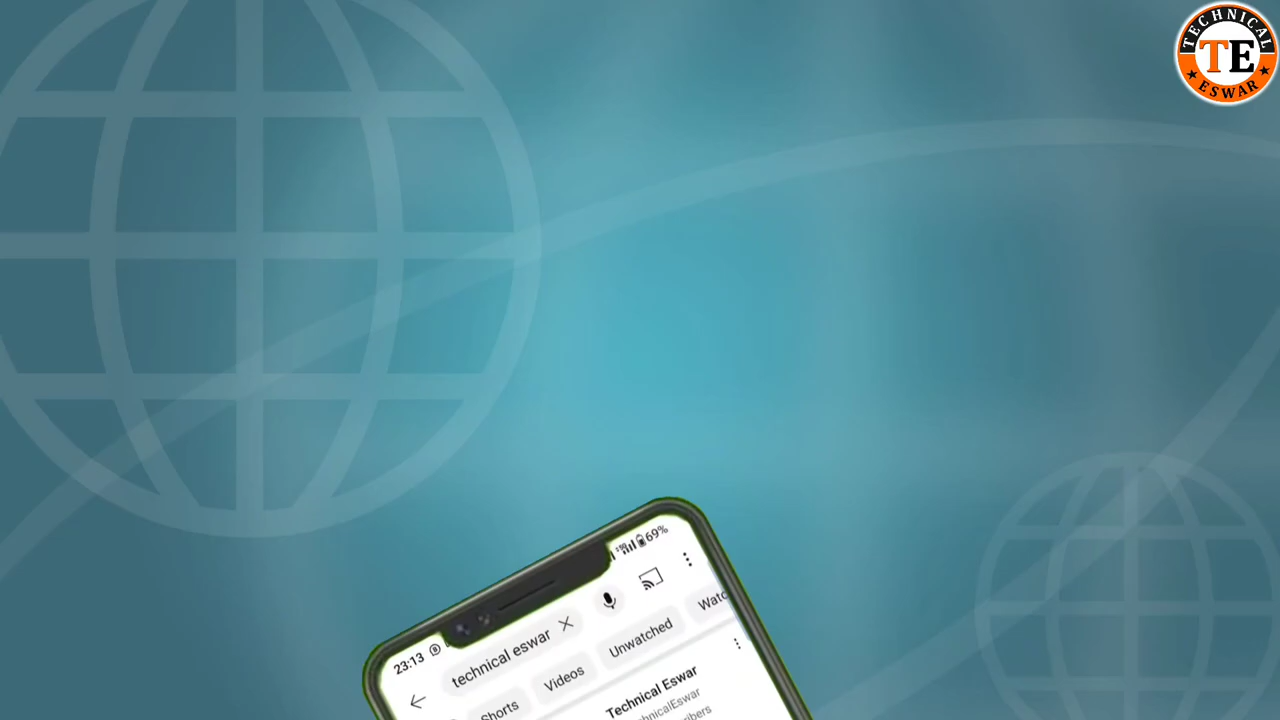 TECHNICAL
TE
ESWAR
23:13
69%
technical eswar
Shorts
Videos
Unwatched
Technical Eswar